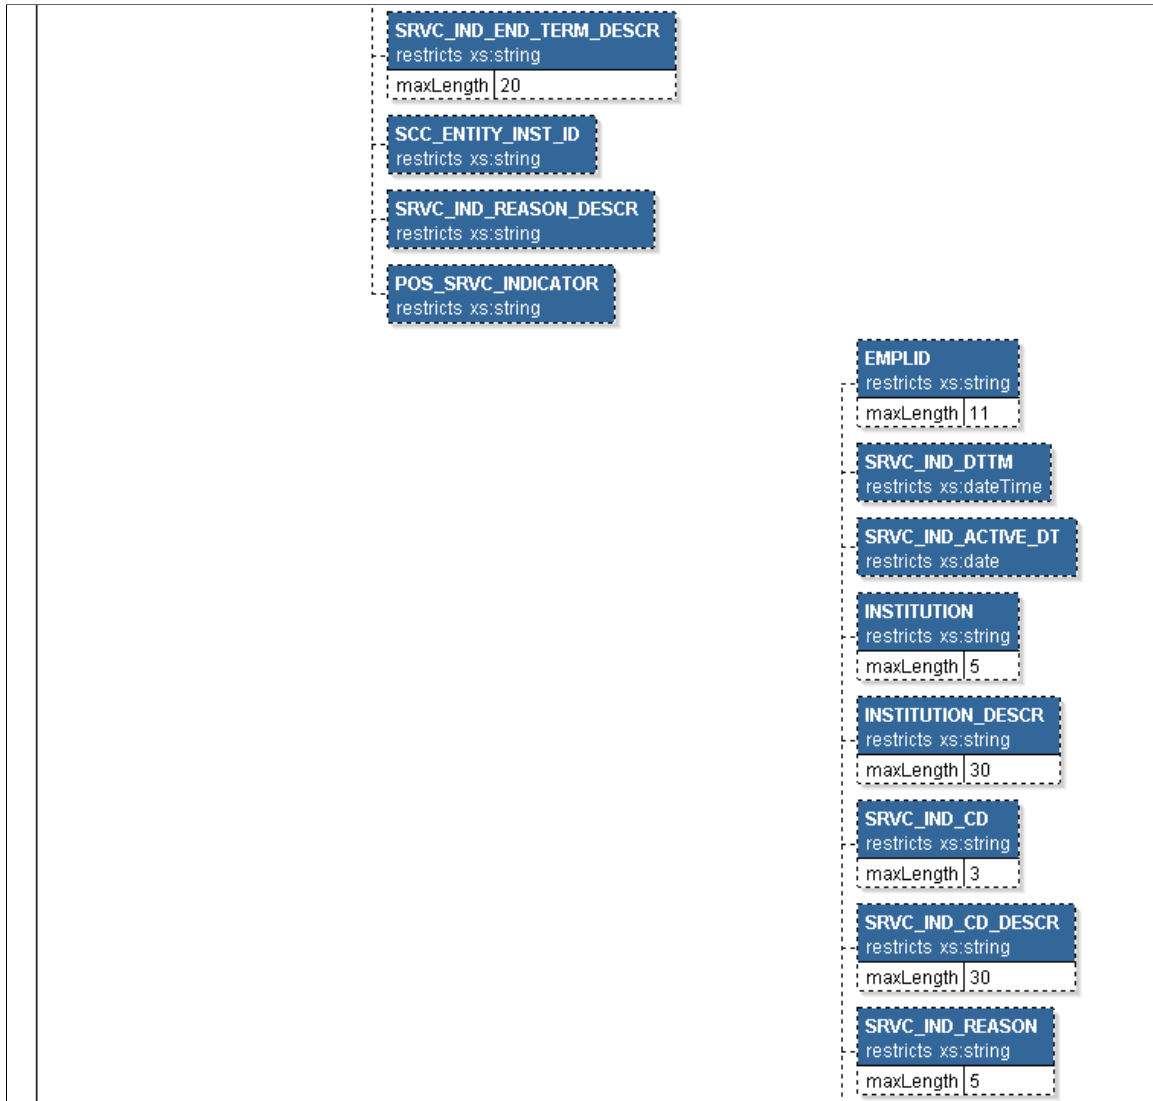 SRVC_IND_END_TERM_DESCR
restricts xs:string
maxLength 20
SCC_ENTITY_INST_ID
restricts xs:string
SRVC_IND_REASON_DESCR
restricts xs:string
POS_SRVC_INDICATOR
restricts xs:string
EMPLID
restricts xs:string
maxLength 11
SRVC_IND_DTTM
restricts xs:dateTime
SRVC_IND_ACTIVE_DT
restricts xs:date
INSTITUTION
restricts xs:string
maxLength 5
INSTITUTION_DESCR
restricts xs:string
maxLength 30
SRVC_IND_CD
restricts xs:string
maxLength 3
SRVC_IND_CD_DESCR
restricts xs:string
maxLength 30
SRVC_IND_REASON
restricts xs:string
maxLength 5